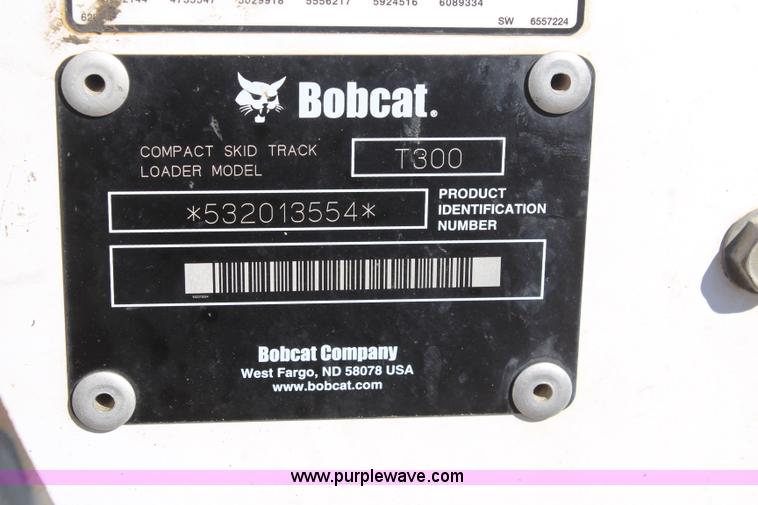 5556217 5924516 6089334
SW 6557224
Bobcat®
COMPACT SKID TRACK
LOADER MODEL
T300
*532013554*
PRODUCT
IDENTIFICATION
NUMBER
Bobcat Company
West Fargo, ND 58078 USA
www.bobcat.com
www.purplewave.com